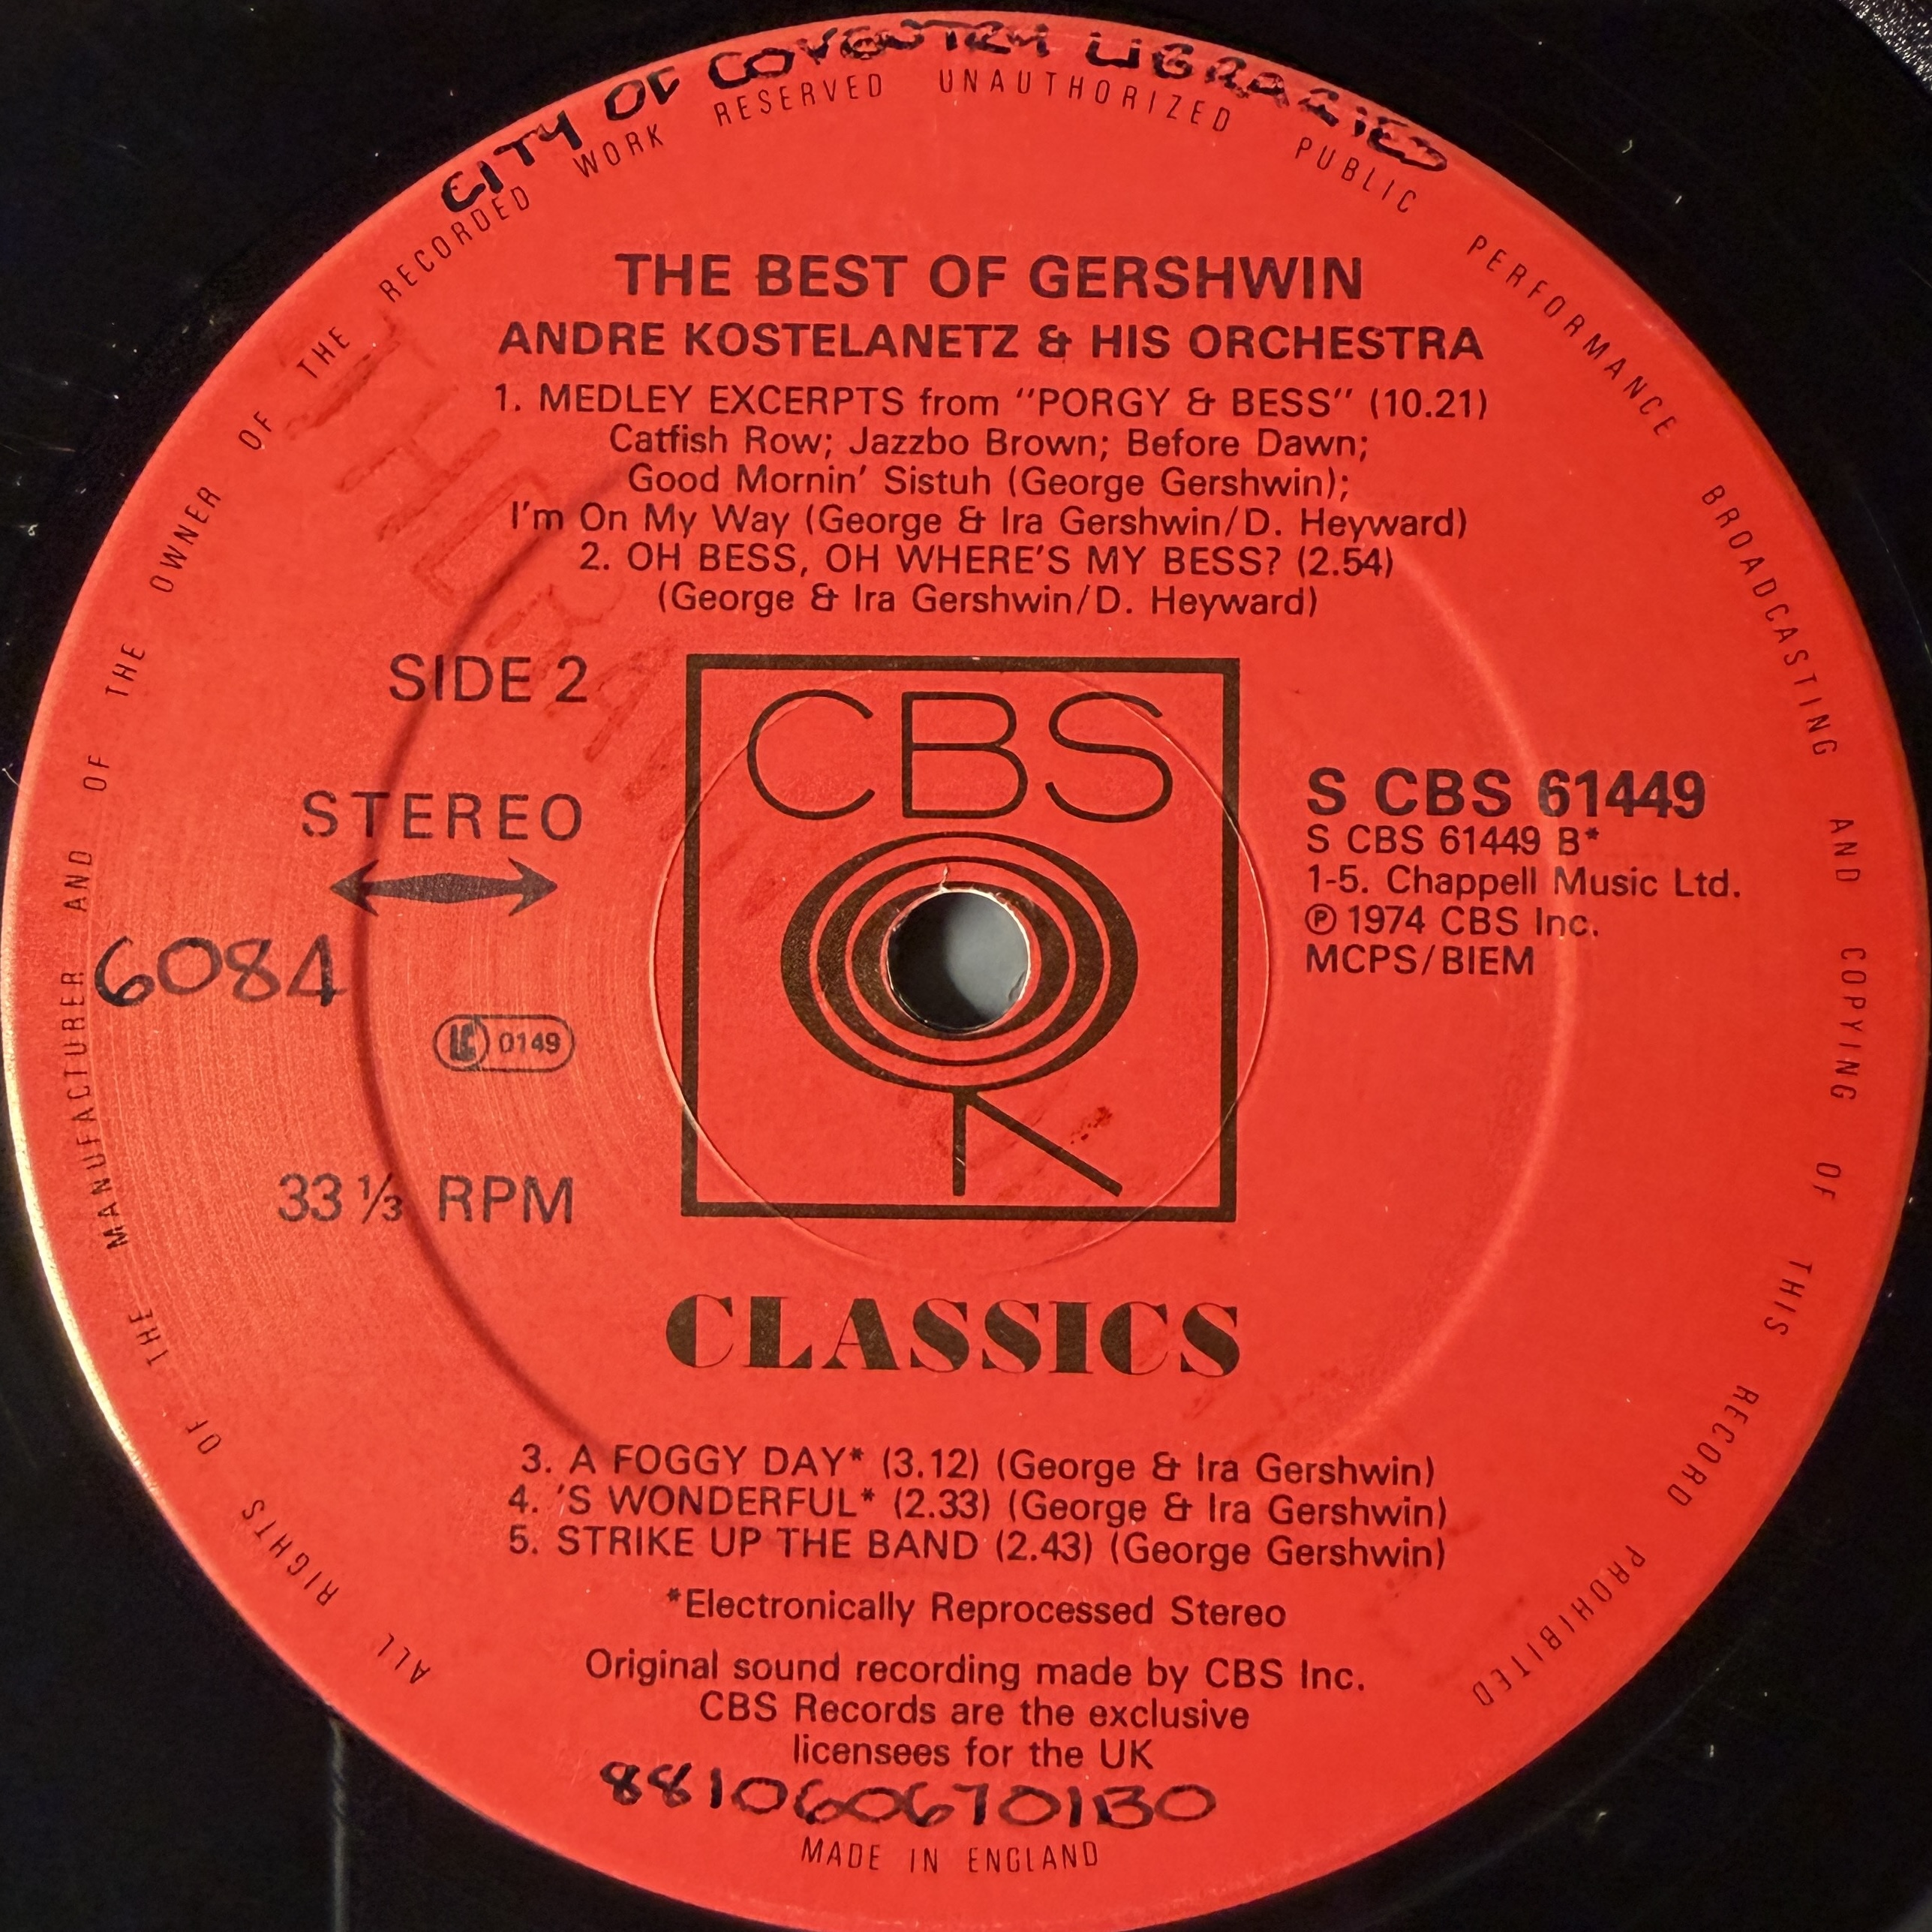 CITY OF COVENTRY LIBRARIES
ALL RIGHTS OF THE MANUFACTURER AND OF THE OWNER OF THE RECORDED WORK RESERVED UNAUTHORIZED PUBLIC PERFORMANCE BROADCASTING AND COPYING OF THIS RECORD PROHIBITED
THE BEST OF GERSHWIN
ANDRE KOSTELANETZ & HIS ORCHESTRA
1. MEDLEY EXCERPTS from "PORGY & BESS" (10.21)
Catfish Row; Jazzbo Brown; Before Dawn;
Good Mornin' Sistuh (George Gershwin);
I'm On My Way (George & Ira Gershwin/D. Heyward)
2. OH BESS, OH WHERE'S MY BESS? (2.54)
(George & Ira Gershwin/D. Heyward)
SIDE 2
STEREO
6084
LC 0149
33 ⅓ RPM
CBS
CLASSICS
S CBS 61449
S CBS 61449 B*
1-5. Chappell Music Ltd.
℗ 1974 CBS Inc.
MCPS/BIEM
3. A FOGGY DAY* (3.12) (George & Ira Gershwin)
4. 'S WONDERFUL* (2.33) (George & Ira Gershwin)
5. STRIKE UP THE BAND (2.43) (George Gershwin)
*Electronically Reprocessed Stereo
Original sound recording made by CBS Inc.
CBS Records are the exclusive
licensees for the UK
MADE IN ENGLAND